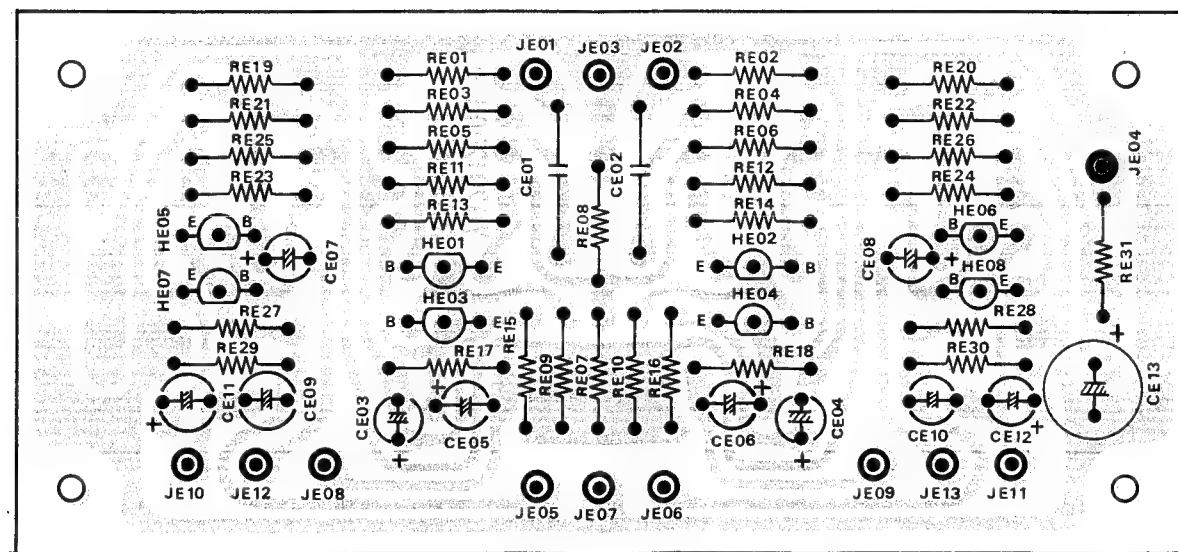 JE01 JE03 JE02
RE19 RE01 RE02 RE20
RE21 RE03 RE04 RE22
RE25 RE05 RE06 RE26
RE23 RE11 CE01 CE02 RE12 RE24 JE04
RE13 RE08 RE14
HE05 E B HE06 B E
+ CE07 HE01 B E HE02 B E CE08 + RE31
HE07 E B HE08 B E
RE27 HE03 B E RE15 HE04 B E RE28 +
RE29 RE17 RE09 RE07 RE10 RE16 RE18 RE30
+ CE11 CE09 CE03 + CE05 + CE06 + CE04 + CE10 CE12 + CE13
JE10 JE12 JE08 JE09 JE13 JE11
JE05 JE07 JE06